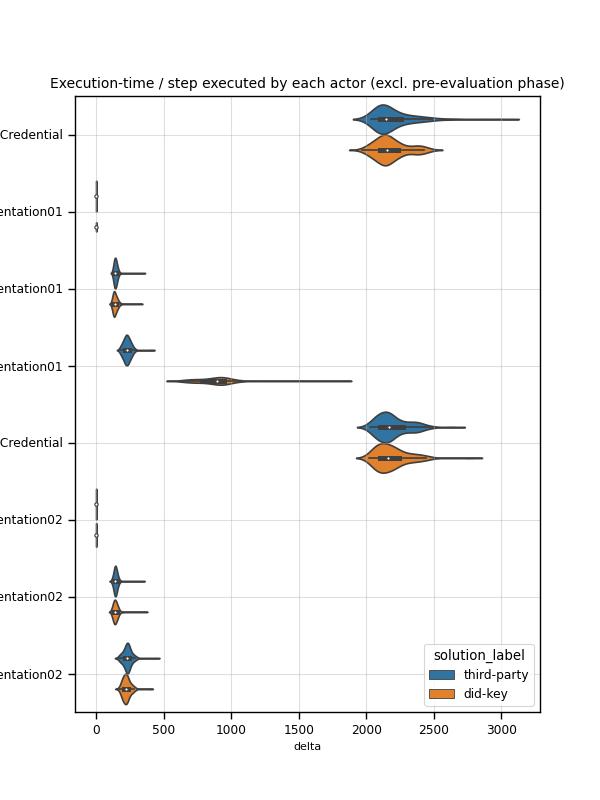 Execution-time / step executed by each actor (excl. pre-evaluation phase)
Credential
entation01
entation01
entation01
Credential
entation02
entation02
entation02
solution_label
third-party
did-key
0 500 1000 1500 2000 2500 3000
delta